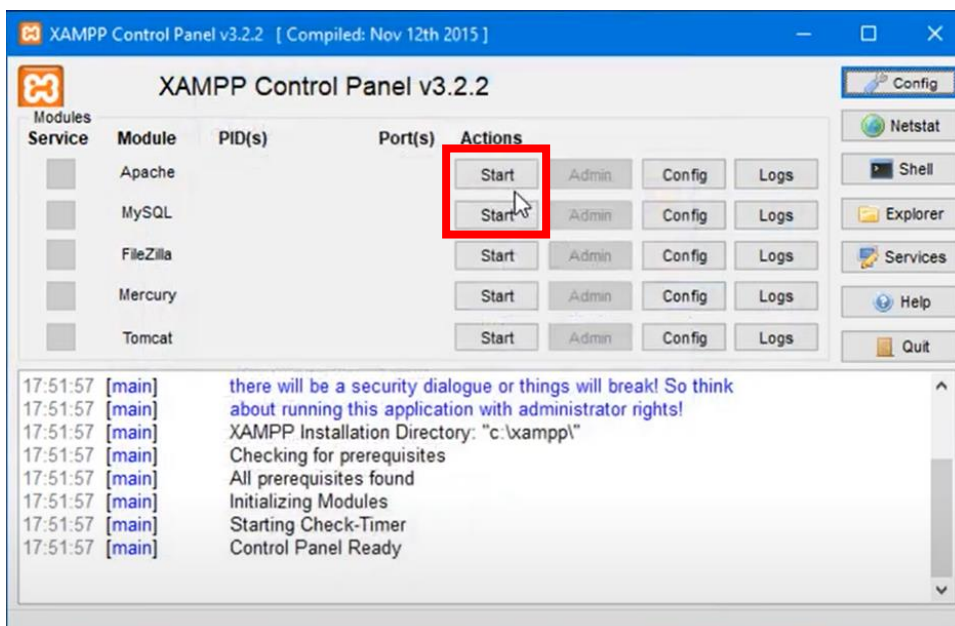 XAMPP Control Panel v3.2.2 [ Compiled: Nov 12th 2015 ]
XAMPP Control Panel v3.2.2
Config
Modules
Service Module PID(s) Port(s) Actions
Netstat
Apache Start Admin Config Logs
Shell
MySQL Start Admin Config Logs
Explorer
FileZilla Start Admin Config Logs
Services
Mercury Start Admin Config Logs
Help
Tomcat Start Admin Config Logs
Quit
17:51:57 [main] there will be a security dialogue or things will break! So think
17:51:57 [main] about running this application with administrator rights!
17:51:57 [main] XAMPP Installation Directory: "c:\xampp\"
17:51:57 [main] Checking for prerequisites
17:51:57 [main] All prerequisites found
17:51:57 [main] Initializing Modules
17:51:57 [main] Starting Check-Timer
17:51:57 [main] Control Panel Ready